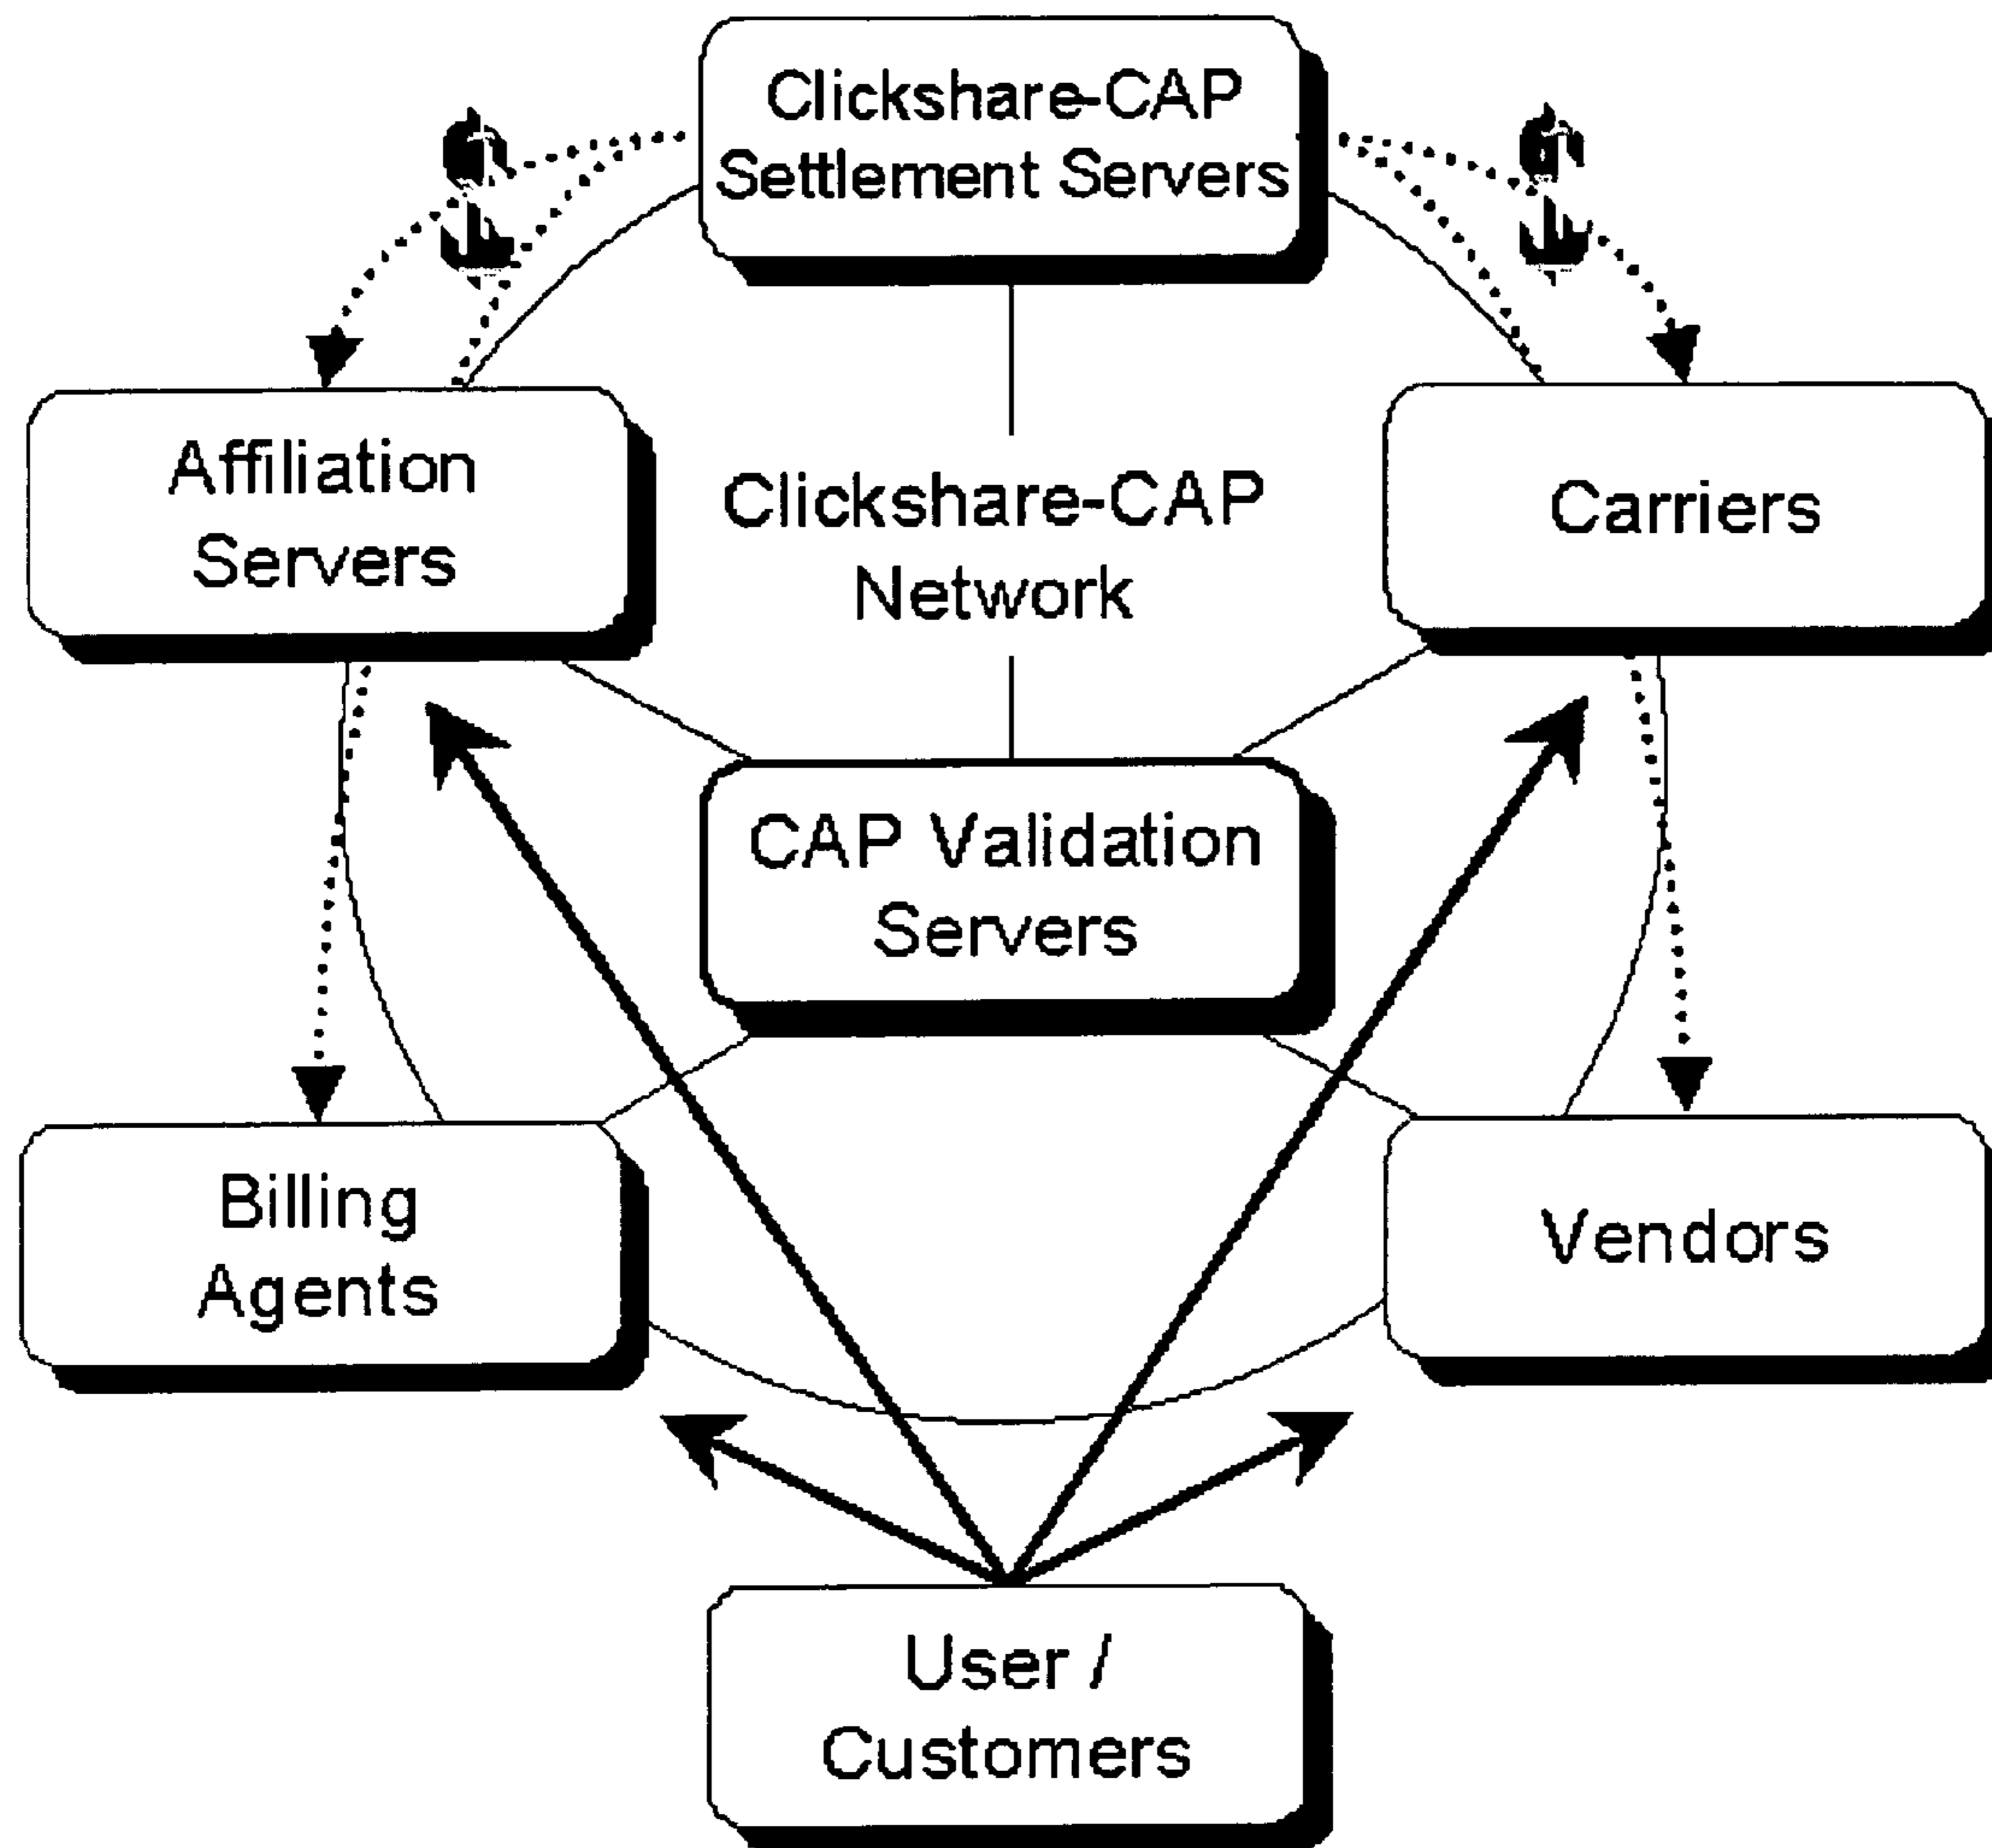 Clickshare-CAP
Settlement Servers
Affiliation
Servers
Clickshare-CAP
Network
Carriers
CAP Validation
Servers
Billing
Agents
Vendors
User /
Customers